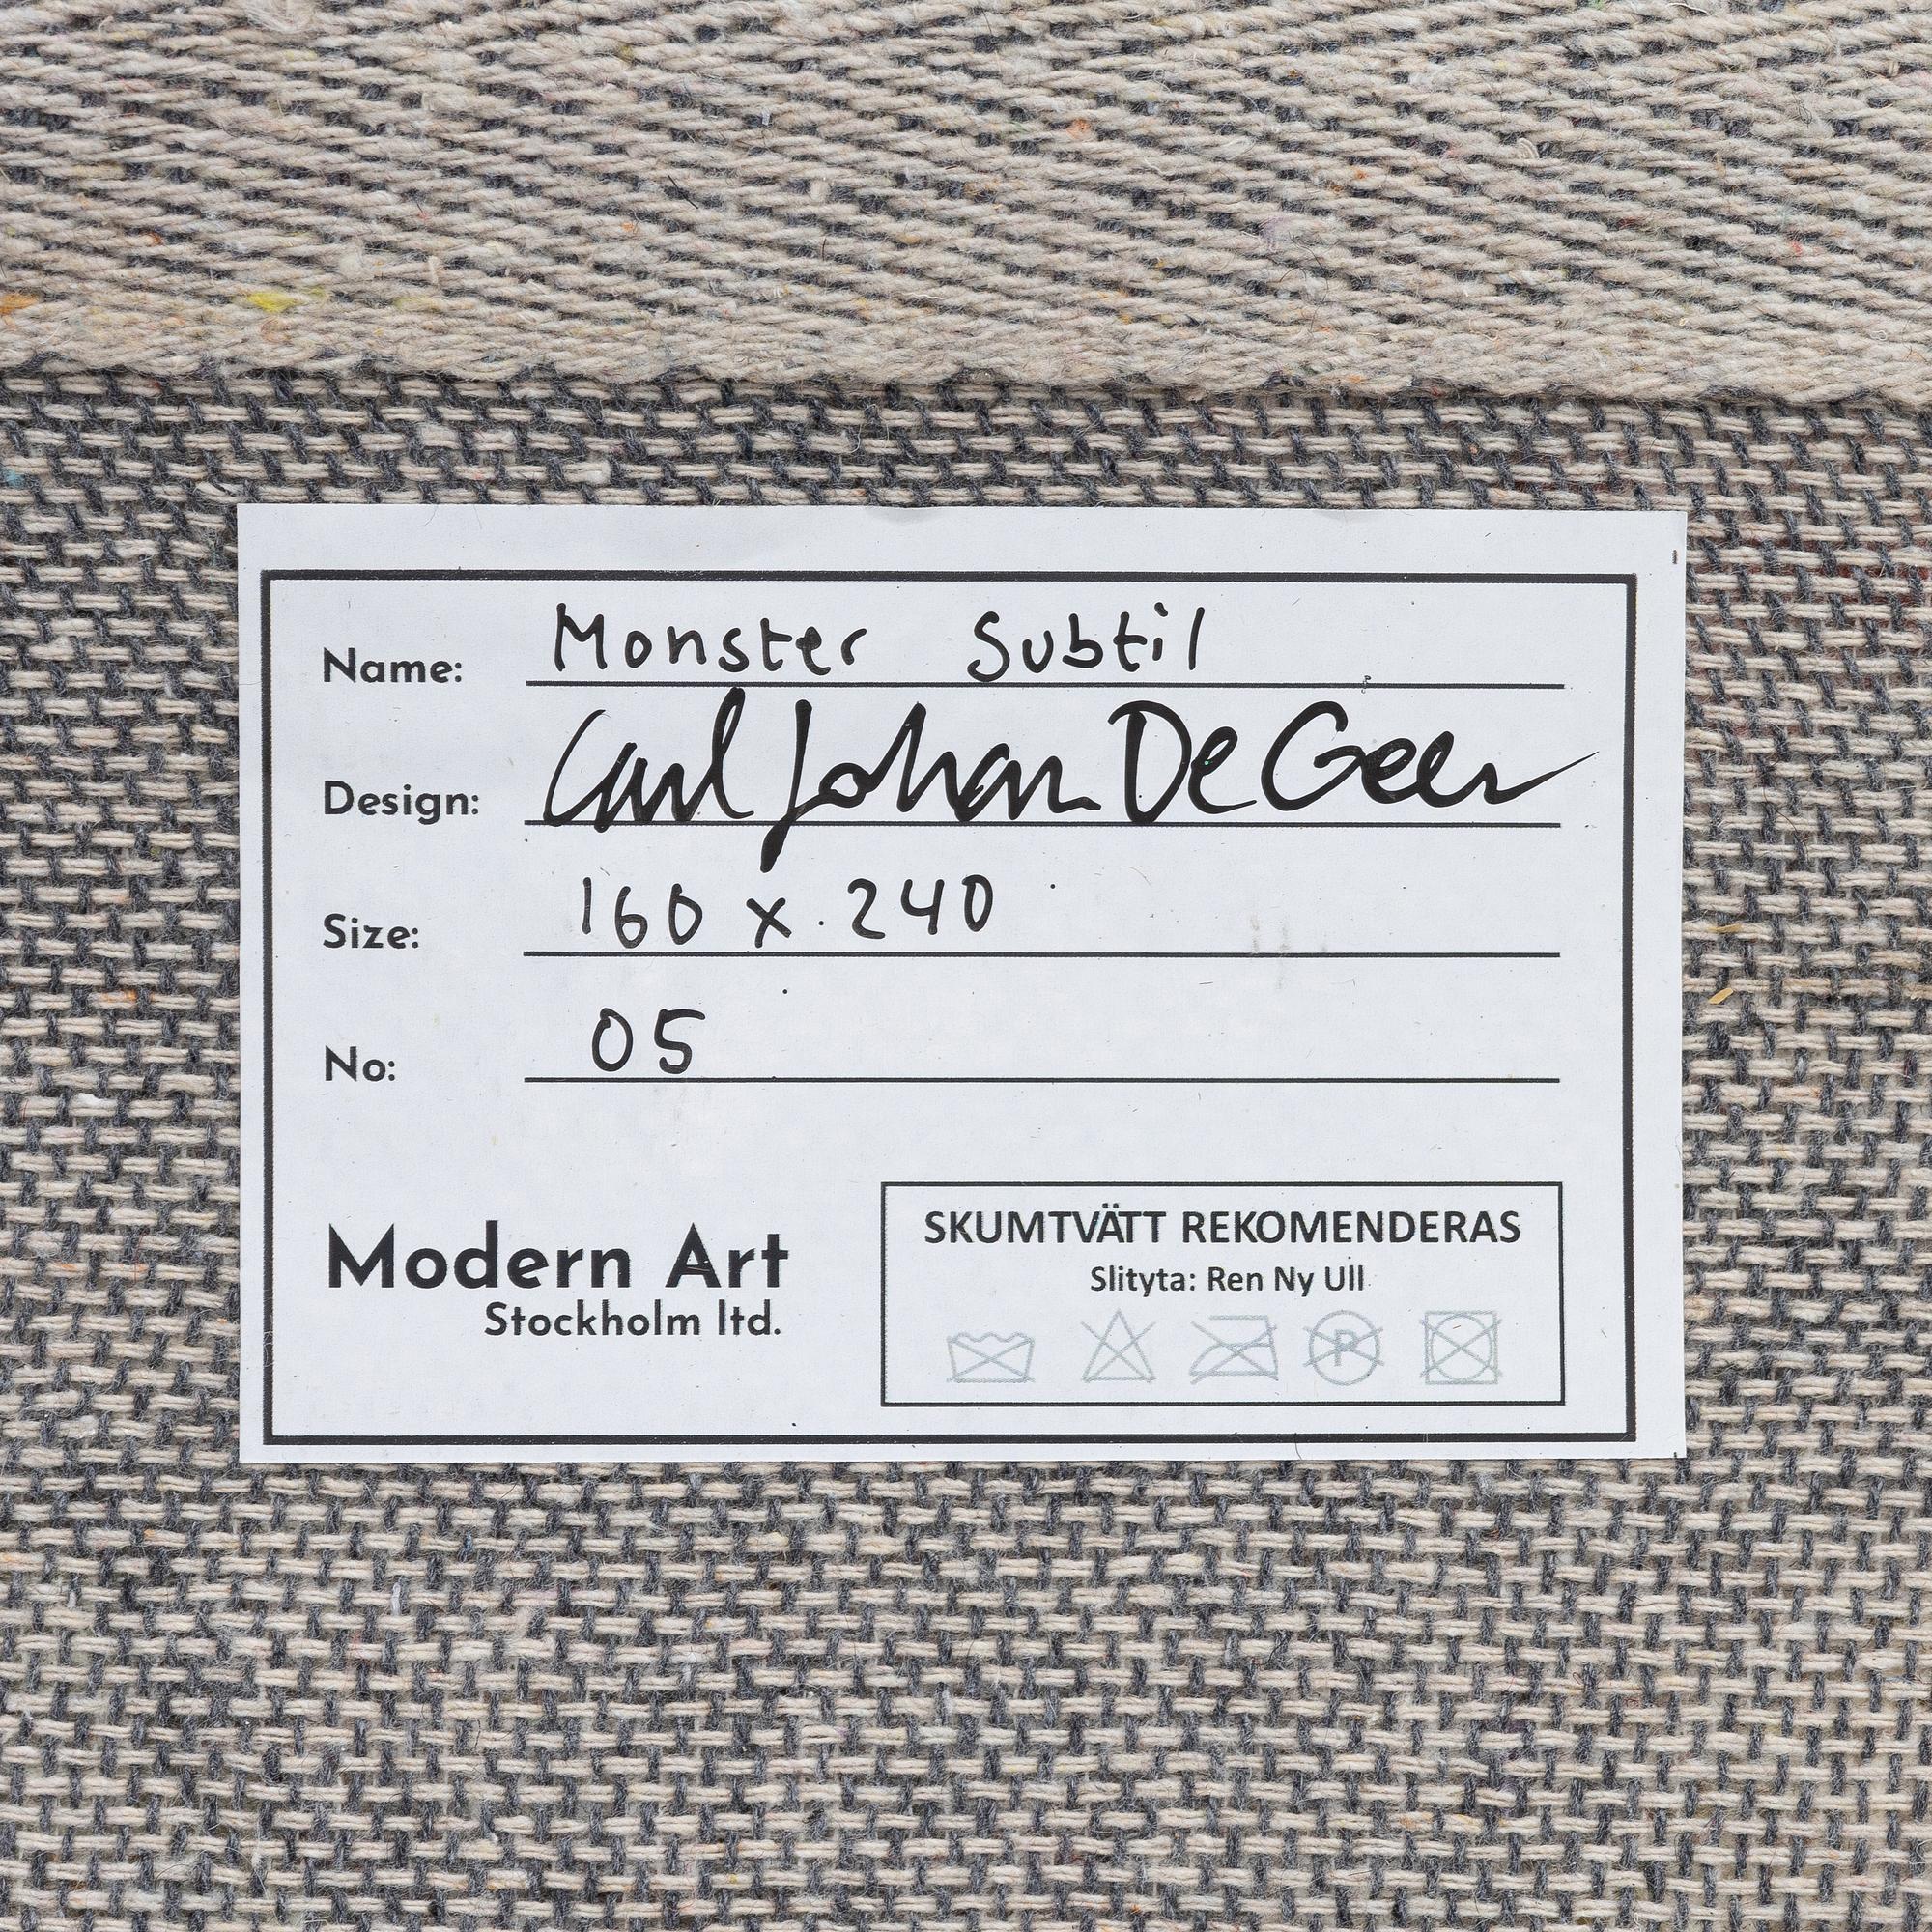 Name: Monster Subtil
Design: Carl Johan De Geer
Size: 160 x 240
No: 05
Modern Art
Stockholm ltd.
SKUMTVÄTT REKOMENDERAS
Slityta: Ren Ny Ull
P